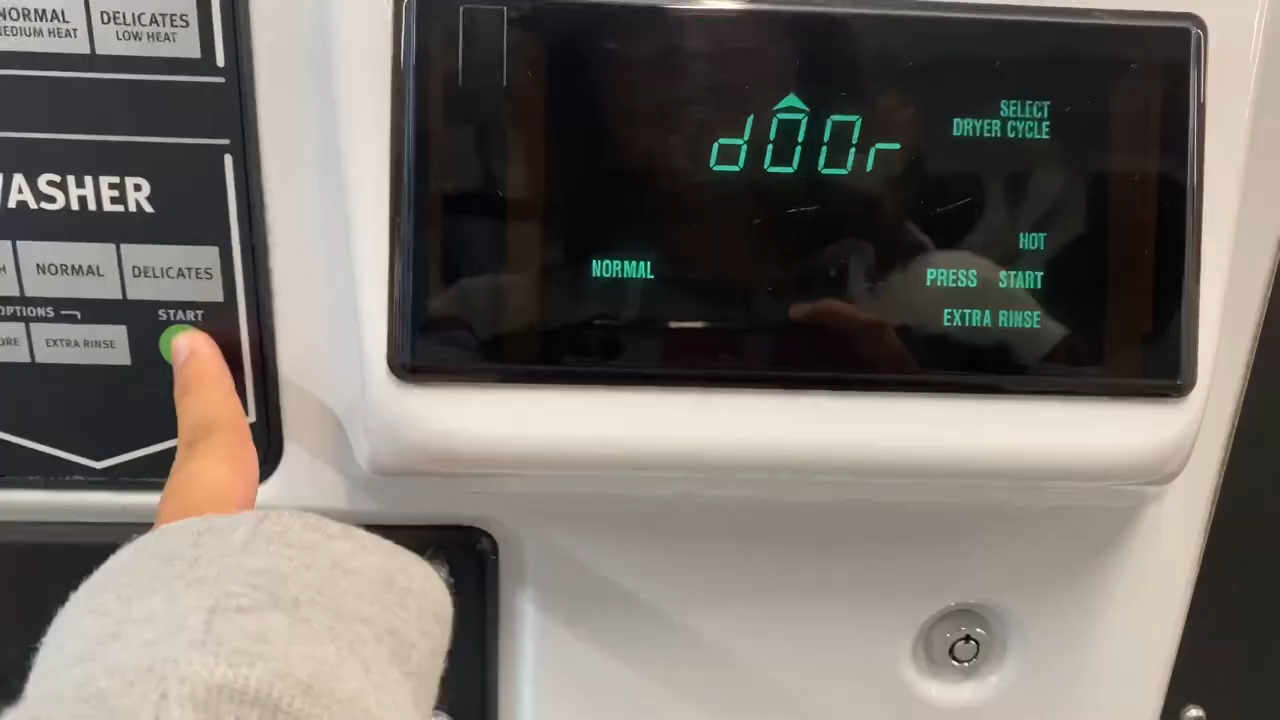 NORMAL
MEDIUM HEAT
DELICATES
LOW HEAT
WASHER
NORMAL
DELICATES
OPTIONS
START
EXTRA RINSE
d00r
SELECT
DRYER CYCLE
HOT
NORMAL
PRESS START
EXTRA RINSE